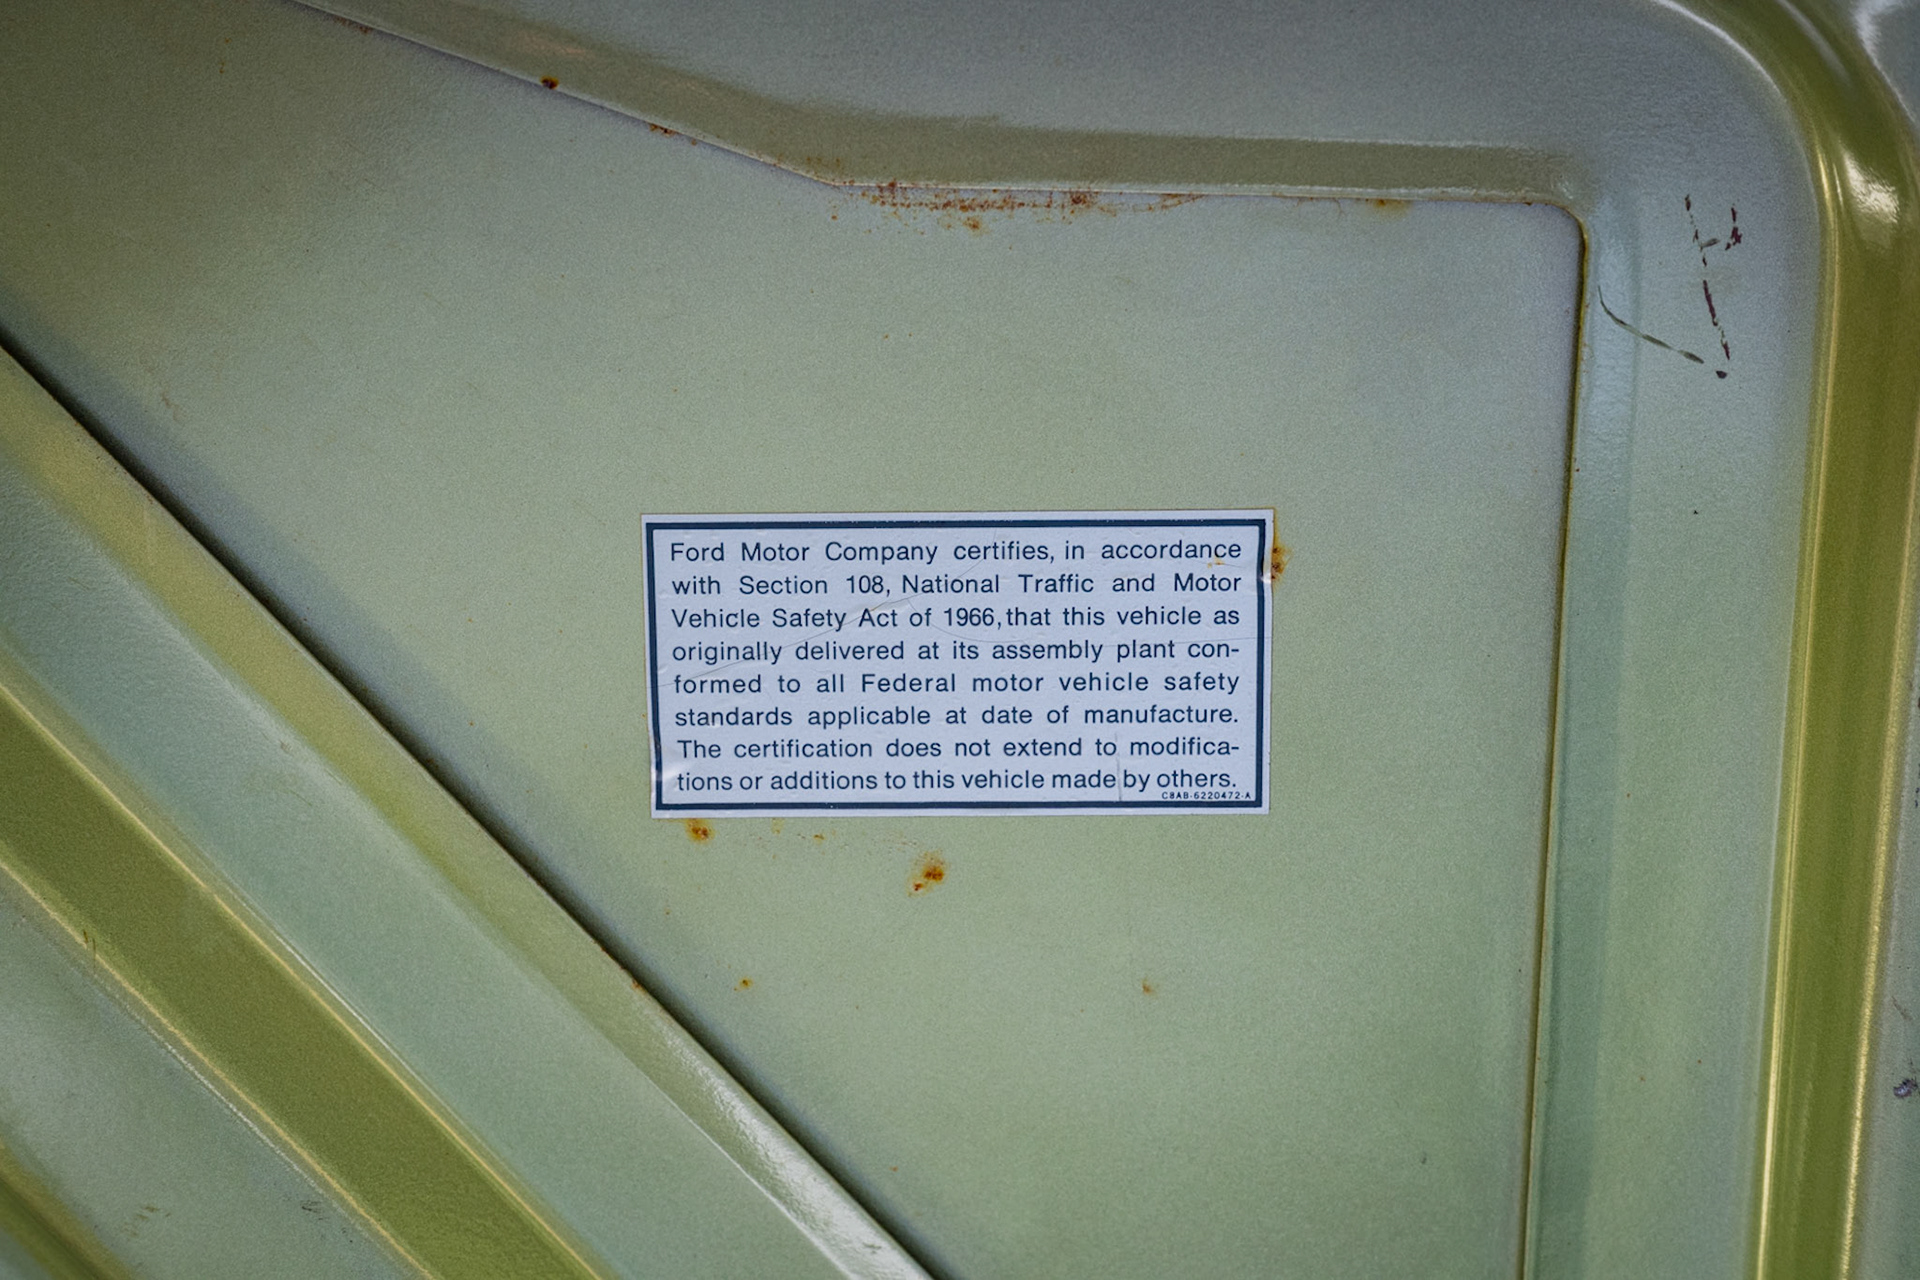 Ford Motor Company certifies, in accordance
with Section 108, National Traffic and Motor
Vehicle Safety Act of 1966, that this vehicle as
originally delivered at its assembly plant con-
formed to all Federal motor vehicle safety
standards applicable at date of manufacture.
The certification does not extend to modifica-
tions or additions to this vehicle made by others.
C8AB-6220472-A